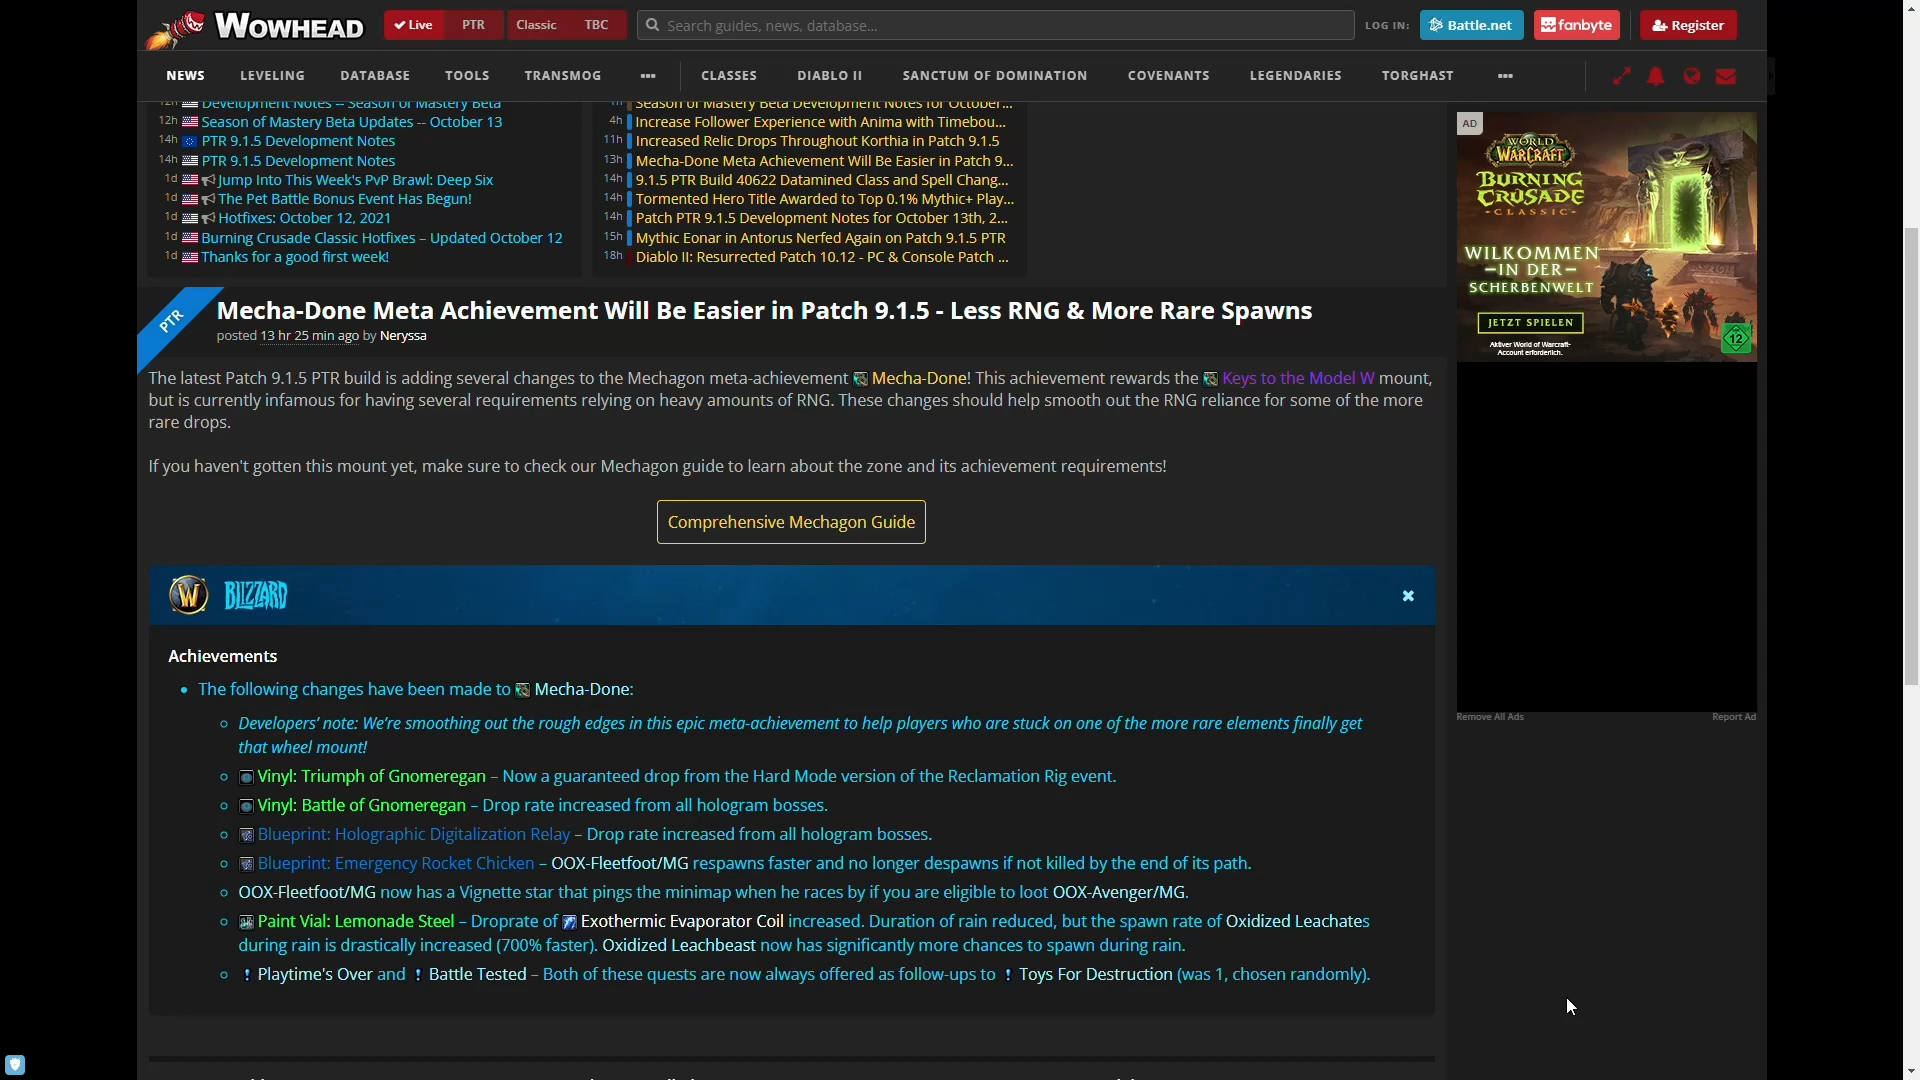 WOWHEAD
Live PTR Classic TBC
Search guides, news, database...
LOG IN: Battle.net fanbyte Register
NEWS LEVELING DATABASE TOOLS TRANSMOG ••• CLASSES DIABLO II SANCTUM OF DOMINATION COVENANTS LEGENDARIES TORGHAST •••
12h Development Notes -- Season of Mastery Beta
12h Season of Mastery Beta Updates -- October 13
14h PTR 9.1.5 Development Notes
14h PTR 9.1.5 Development Notes
1d Jump Into This Week's PvP Brawl: Deep Six
1d The Pet Battle Bonus Event Has Begun!
1d Hotfixes: October 12, 2021
1d Burning Crusade Classic Hotfixes – Updated October 12
1d Thanks for a good first week!
Season of Mastery Beta Development Notes for October...
4h Increase Follower Experience with Anima with Timebou...
11h Increased Relic Drops Throughout Korthia in Patch 9.1.5
13h Mecha-Done Meta Achievement Will Be Easier in Patch 9...
14h 9.1.5 PTR Build 40622 Datamined Class and Spell Chang...
14h Tormented Hero Title Awarded to Top 0.1% Mythic+ Play...
14h Patch PTR 9.1.5 Development Notes for October 13th, 2...
15h Mythic Eonar in Antorus Nerfed Again on Patch 9.1.5 PTR
18h Diablo II: Resurrected Patch 10.12 - PC & Console Patch ...
AD
WORLD OF WARCRAFT
BURNING CRUSADE
CLASSIC
WILKOMMEN
–IN DER–
SCHERBENWELT
JETZT SPIELEN
Aktiver World of Warcraft-
Account erforderlich.
12
Remove All Ads Report Ad
PTR
Mecha-Done Meta Achievement Will Be Easier in Patch 9.1.5 - Less RNG & More Rare Spawns
posted 13 hr 25 min ago by Neryssa
The latest Patch 9.1.5 PTR build is adding several changes to the Mechagon meta-achievement Mecha-Done! This achievement rewards the Keys to the Model W mount,
but is currently infamous for having several requirements relying on heavy amounts of RNG. These changes should help smooth out the RNG reliance for some of the more
rare drops.
If you haven't gotten this mount yet, make sure to check our Mechagon guide to learn about the zone and its achievement requirements!
Comprehensive Mechagon Guide
W BLIZZARD
Achievements
• The following changes have been made to Mecha-Done:
Developers' note: We're smoothing out the rough edges in this epic meta-achievement to help players who are stuck on one of the more rare elements finally get
that wheel mount!
Vinyl: Triumph of Gnomeregan – Now a guaranteed drop from the Hard Mode version of the Reclamation Rig event.
Vinyl: Battle of Gnomeregan – Drop rate increased from all hologram bosses.
Blueprint: Holographic Digitalization Relay – Drop rate increased from all hologram bosses.
Blueprint: Emergency Rocket Chicken – OOX-Fleetfoot/MG respawns faster and no longer despawns if not killed by the end of its path.
OOX-Fleetfoot/MG now has a Vignette star that pings the minimap when he races by if you are eligible to loot OOX-Avenger/MG.
Paint Vial: Lemonade Steel – Droprate of Exothermic Evaporator Coil increased. Duration of rain reduced, but the spawn rate of Oxidized Leachates
during rain is drastically increased (700% faster). Oxidized Leachbeast now has significantly more chances to spawn during rain.
! Playtime's Over and ! Battle Tested – Both of these quests are now always offered as follow-ups to ! Toys For Destruction (was 1, chosen randomly).